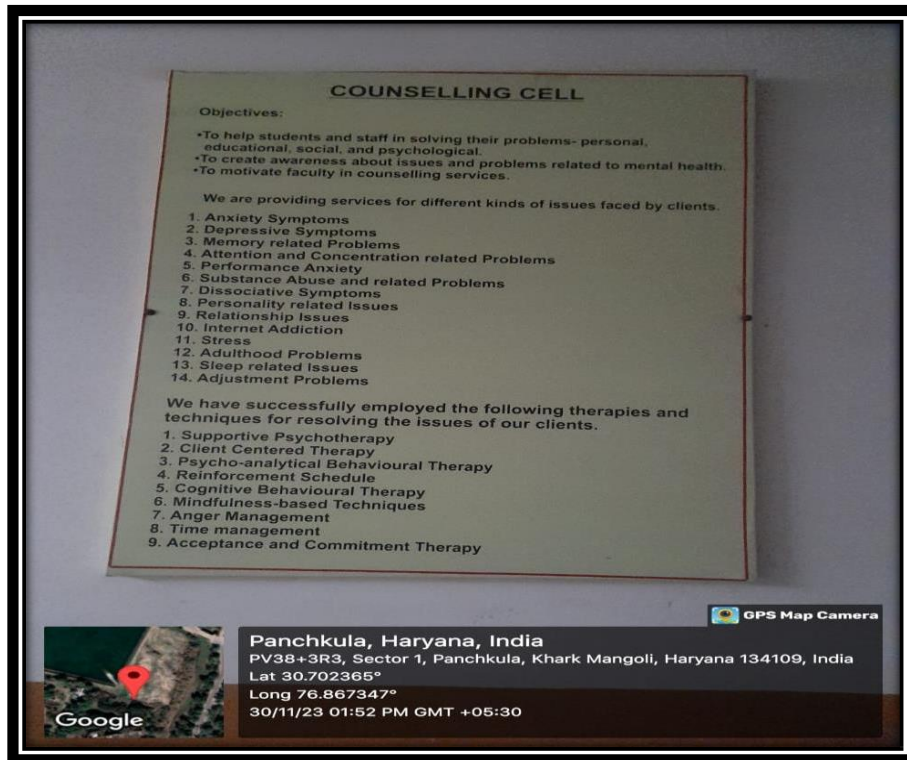 COUNSELLING CELL
Objectives:
•To help students and staff in solving their problems- personal,
educational, social, and psychological.
•To create awareness about issues and problems related to mental health.
•To motivate faculty in counselling services.
We are providing services for different kinds of issues faced by clients.
1. Anxiety Symptoms
2. Depressive Symptoms
3. Memory related Problems
4. Attention and Concentration related Problems
5. Performance Anxiety
6. Substance Abuse and related Problems
7. Dissociative Symptoms
8. Personality related Issues
9. Relationship Issues
10. Internet Addiction
11. Stress
12. Adulthood Problems
13. Sleep related Issues
14. Adjustment Problems
We have successfully employed the following therapies and
techniques for resolving the issues of our clients.
1. Supportive Psychotherapy
2. Client Centered Therapy
3. Psycho-analytical Behavioural Therapy
4. Reinforcement Schedule
5. Cognitive Behavioural Therapy
6. Mindfulness-based Techniques
7. Anger Management
8. Time management
9. Acceptance and Commitment Therapy
GPS Map Camera
Google
Panchkula, Haryana, India
PV38+3R3, Sector 1, Panchkula, Khark Mangoli, Haryana 134109, India
Lat 30.702365°
Long 76.867347°
30/11/23 01:52 PM GMT +05:30